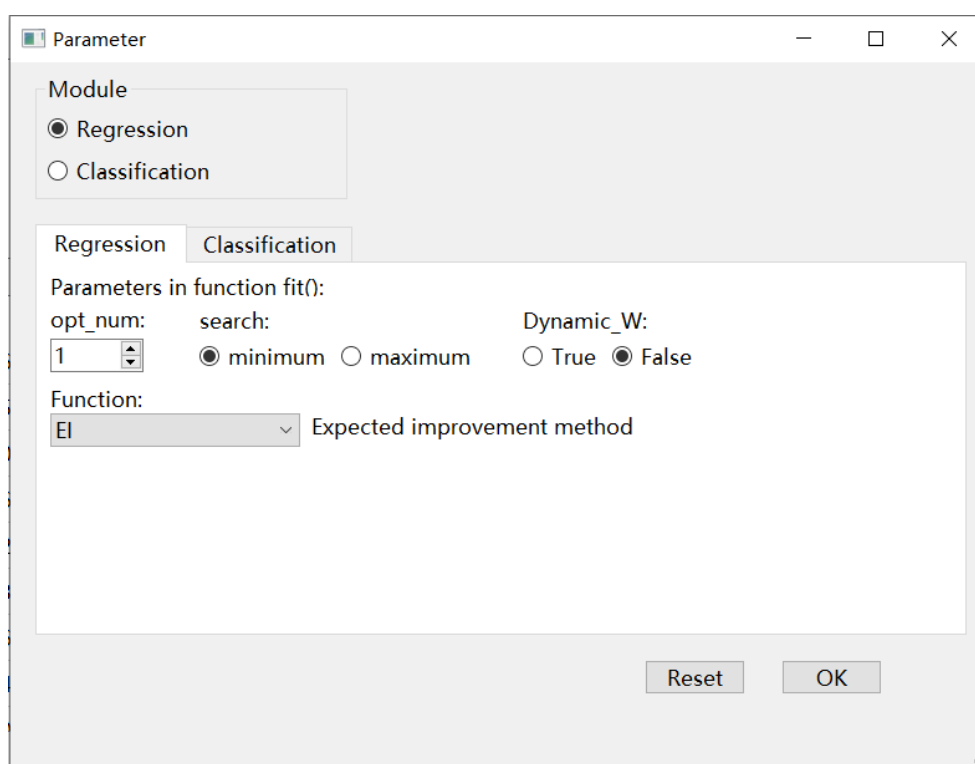 Parameter
Module
Regression
Classification
Regression Classification
Parameters in function fit():
opt_num: search: Dynamic_W:
1 minimum maximum True False
Function:
EI Expected improvement method
Reset OK